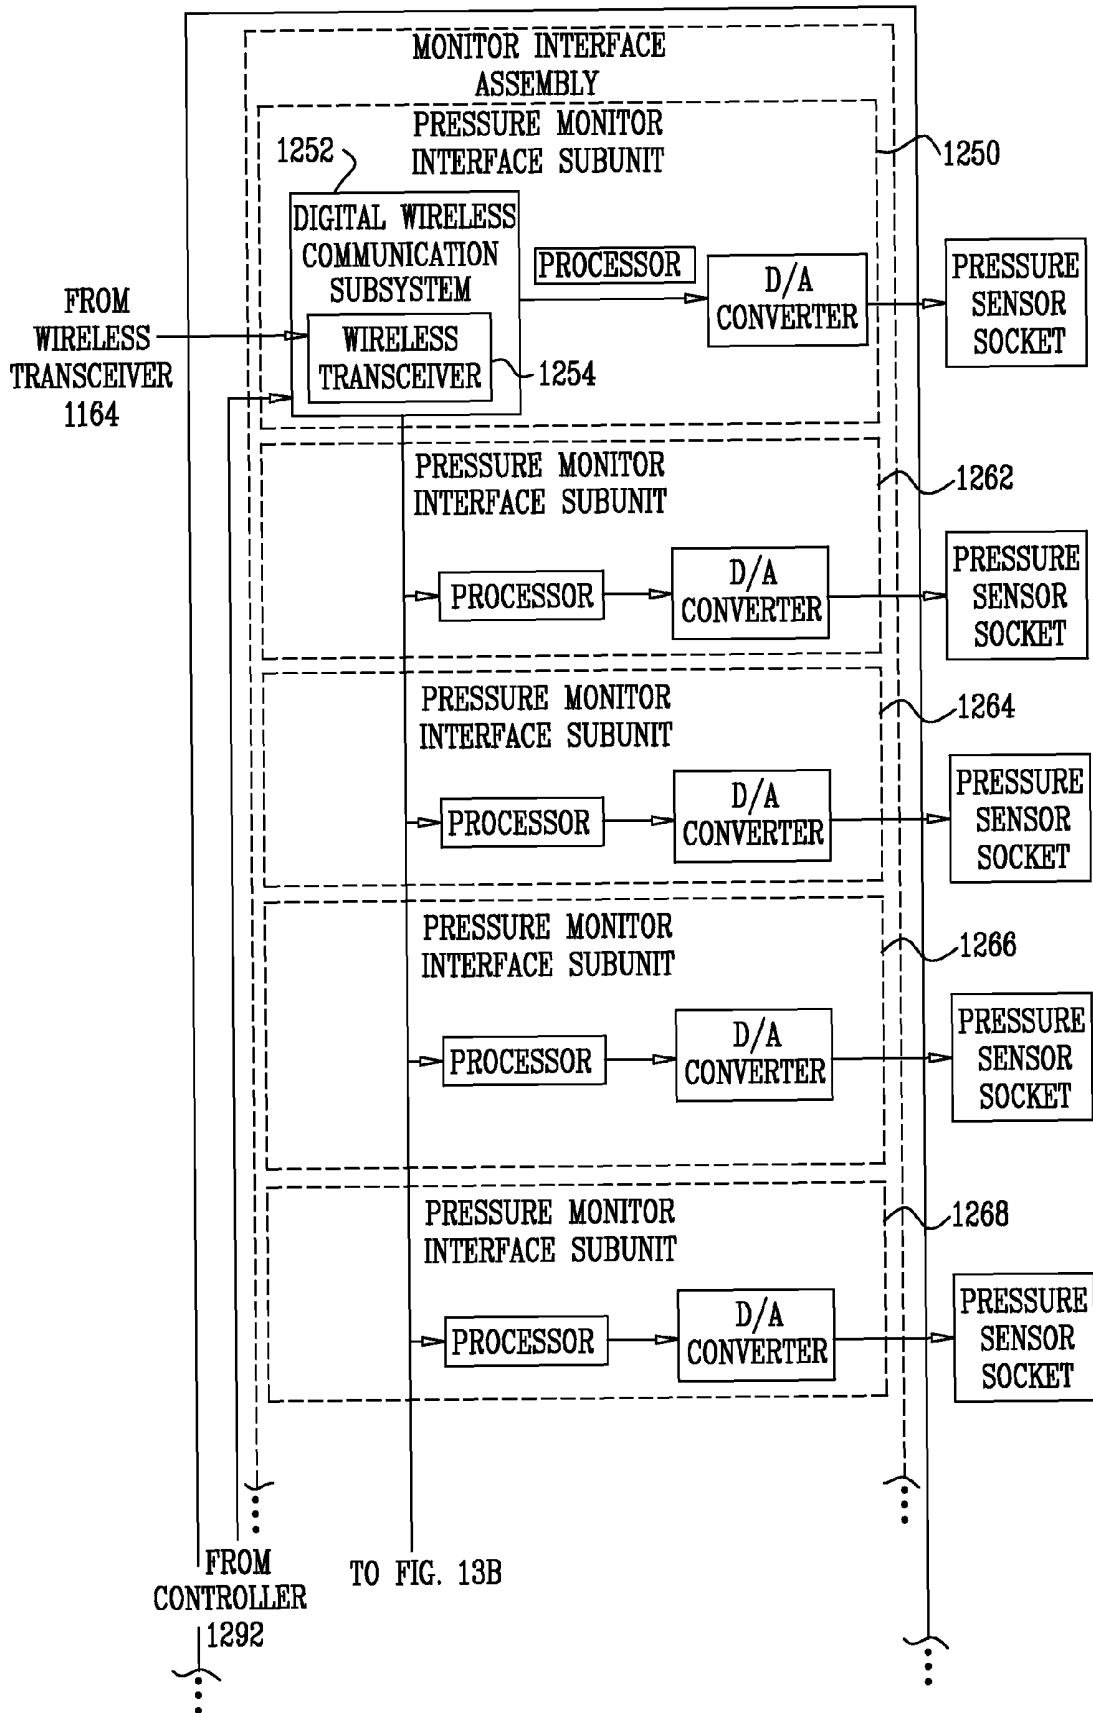 MONITOR INTERFACE
ASSEMBLY
PRESSURE MONITOR
INTERFACE SUBUNIT
1252
1250
DIGITAL WIRELESS
COMMUNICATION
SUBSYSTEM
PROCESSOR
D/A
CONVERTER
PRESSURE
SENSOR
SOCKET
FROM
WIRELESS
TRANSCEIVER
1164
WIRELESS
TRANSCEIVER
1254
PRESSURE MONITOR
INTERFACE SUBUNIT
1262
PROCESSOR
D/A
CONVERTER
PRESSURE
SENSOR
SOCKET
PRESSURE MONITOR
INTERFACE SUBUNIT
1264
PROCESSOR
D/A
CONVERTER
PRESSURE
SENSOR
SOCKET
PRESSURE MONITOR
INTERFACE SUBUNIT
1266
PROCESSOR
D/A
CONVERTER
PRESSURE
SENSOR
SOCKET
PRESSURE MONITOR
INTERFACE SUBUNIT
1268
PROCESSOR
D/A
CONVERTER
PRESSURE
SENSOR
SOCKET
FROM
CONTROLLER
1292
TO FIG. 13B